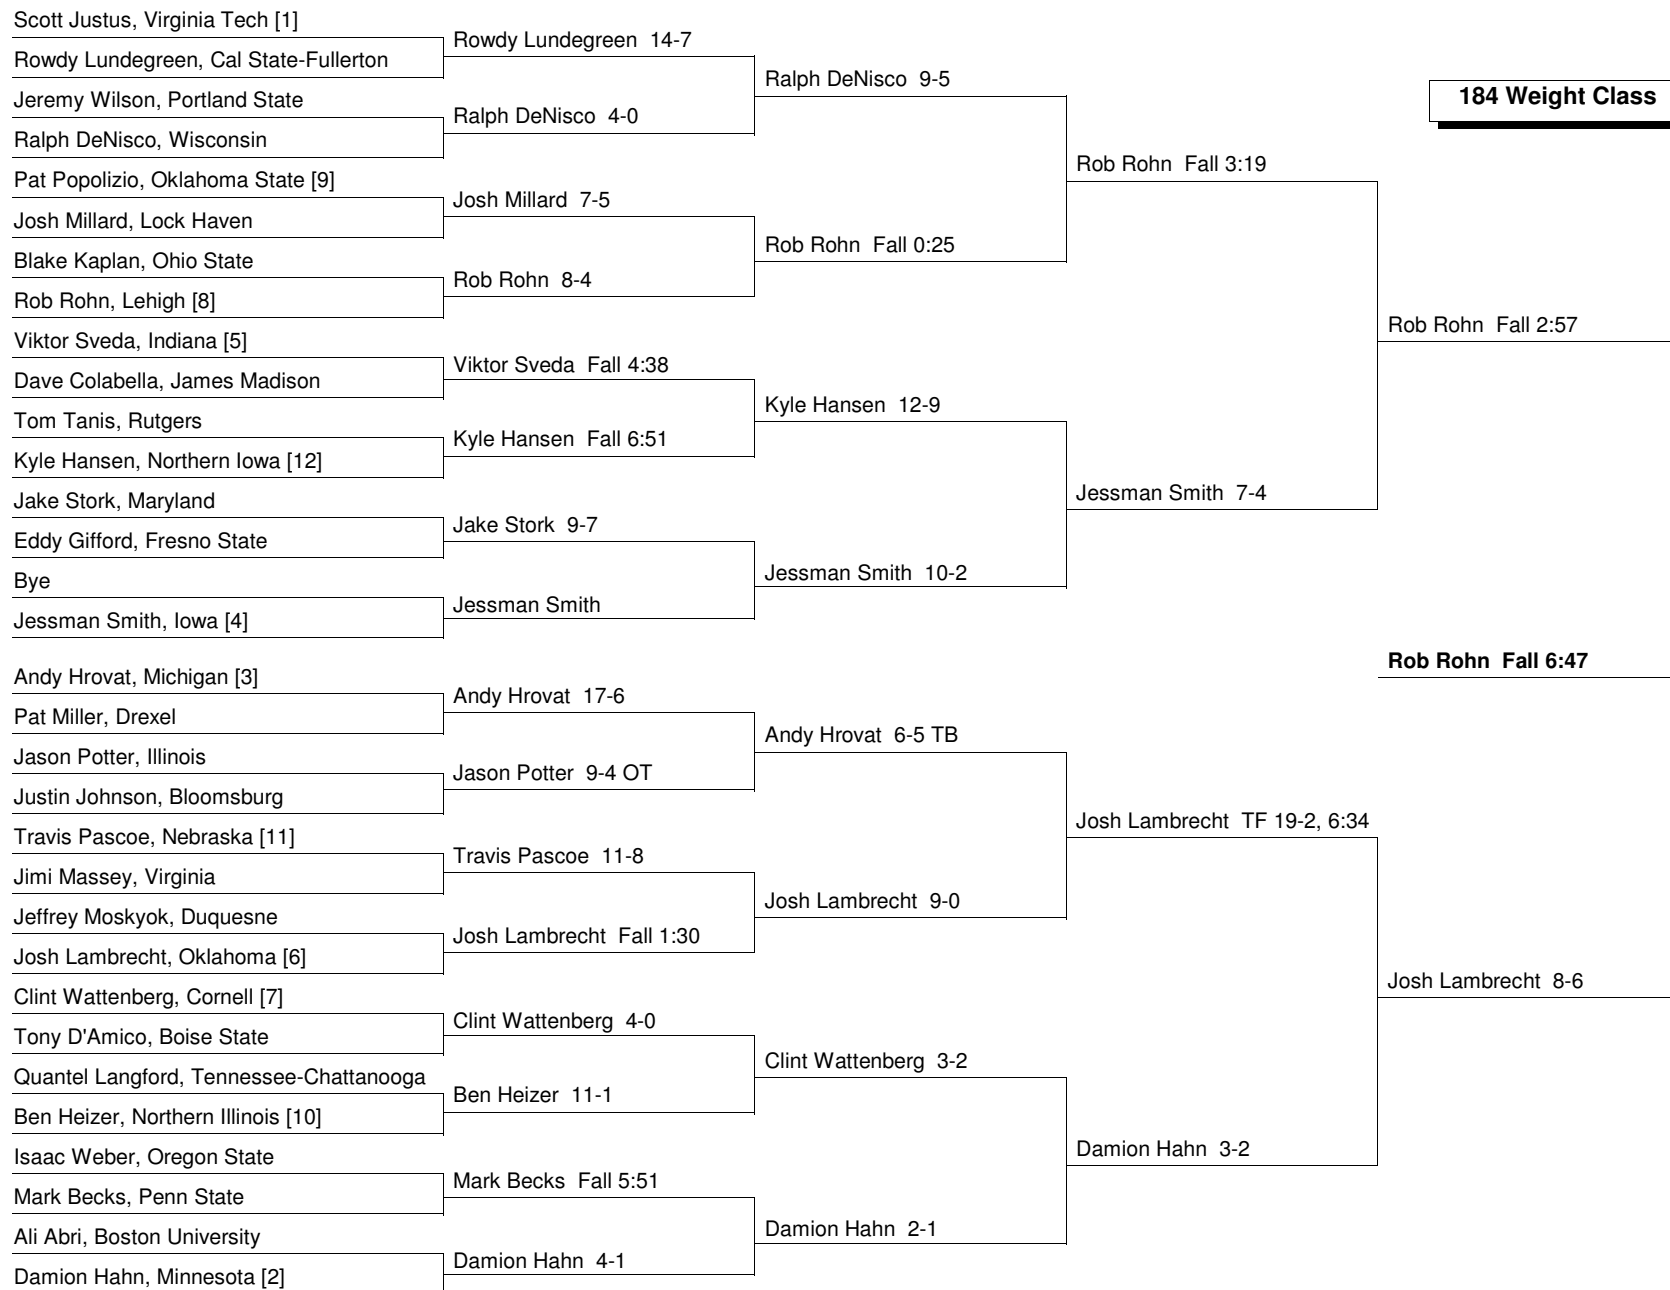 Scott Justus, Virginia Tech [1]
Rowdy Lundegreen, Cal State-Fullerton
Jeremy Wilson, Portland State
Ralph DeNisco, Wisconsin
Pat Popolizio, Oklahoma State [9]
Josh Millard, Lock Haven
Blake Kaplan, Ohio State
Rob Rohn, Lehigh [8]
Viktor Sveda, Indiana [5]
Dave Colabella, James Madison
Tom Tanis, Rutgers
Kyle Hansen, Northern Iowa [12]
Jake Stork, Maryland
Eddy Gifford, Fresno State
Bye
Jessman Smith, Iowa [4]
Andy Hrovat, Michigan [3]
Pat Miller, Drexel
Jason Potter, Illinois
Justin Johnson, Bloomsburg
Travis Pascoe, Nebraska [11]
Jimi Massey, Virginia
Jeffrey Moskyok, Duquesne
Josh Lambrecht, Oklahoma [6]
Clint Wattenberg, Cornell [7]
Tony D'Amico, Boise State
Quantel Langford, Tennessee-Chattanooga
Ben Heizer, Northern Illinois [10]
Isaac Weber, Oregon State
Mark Becks, Penn State
Ali Abri, Boston University
Damion Hahn, Minnesota [2]
Rowdy Lundegreen 14-7
Ralph DeNisco 4-0
Josh Millard 7-5
Rob Rohn 8-4
Viktor Sveda Fall 4:38
Kyle Hansen Fall 6:51
Jake Stork 9-7
Jessman Smith
Andy Hrovat 17-6
Jason Potter 9-4 OT
Travis Pascoe 11-8
Josh Lambrecht Fall 1:30
Clint Wattenberg 4-0
Ben Heizer 11-1
Mark Becks Fall 5:51
Damion Hahn 4-1
Ralph DeNisco 9-5
Rob Rohn Fall 0:25
Kyle Hansen 12-9
Jessman Smith 10-2
Andy Hrovat 6-5 TB
Josh Lambrecht 9-0
Clint Wattenberg 3-2
Damion Hahn 2-1
Rob Rohn Fall 3:19
Jessman Smith 7-4
Josh Lambrecht TF 19-2, 6:34
Damion Hahn 3-2
184 Weight Class
Rob Rohn Fall 2:57
Rob Rohn Fall 6:47
Josh Lambrecht 8-6